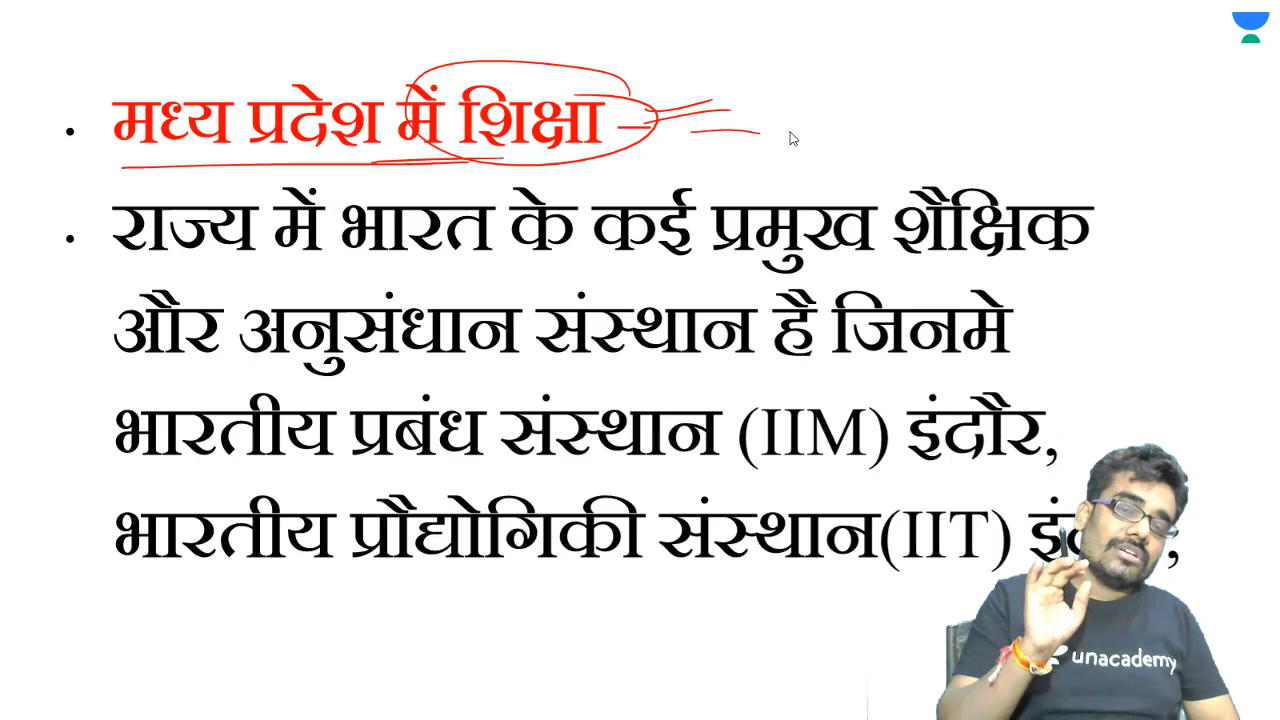 मध्य प्रदेश में शिक्षा –
राज्य में भारत के कई प्रमुख शैक्षिक
और अनुसंधान संस्थान है जिनमे
भारतीय प्रबंध संस्थान (IIM) इंदौर,
भारतीय प्रौद्योगिकी संस्थान(IIT)
unacademy